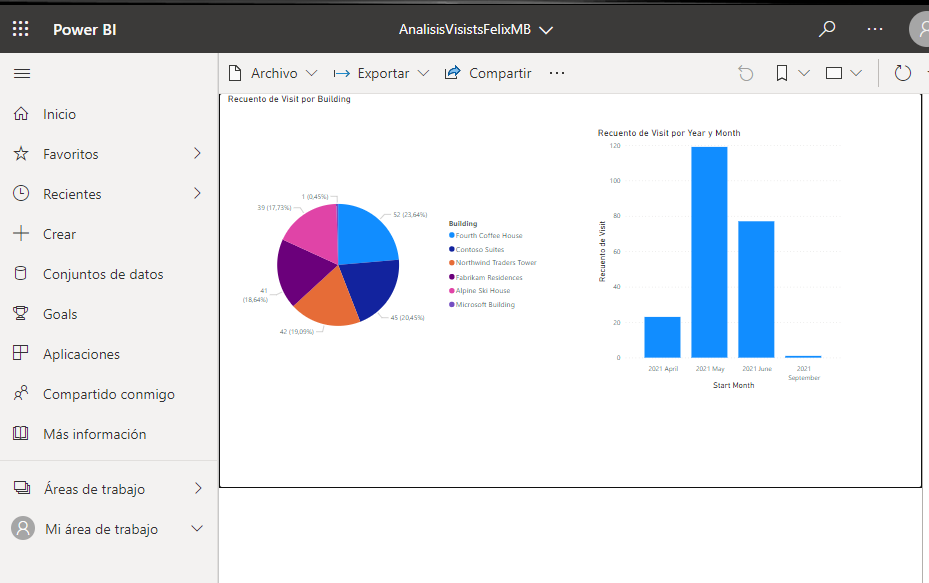 Power BI
AnalisisVisistsFelixMB
Archivo
Exportar
Compartir
Inicio
Favoritos
Recientes
Crear
Conjuntos de datos
Goals
Aplicaciones
Compartido conmigo
Más información
Áreas de trabajo
Mi área de trabajo
Recuento de Visit por Building
1 (0,45%)
39 (17,73%)
52 (23,64%)
41
(18,64%)
42 (19,09%)
45 (20,45%)
Building
Fourth Coffee House
Contoso Suites
Northwind Traders Tower
Fabrikam Residences
Alpine Ski House
Microsoft Building
Recuento de Visit por Year y Month
Recuento de Visit
120
100
80
60
40
20
0
2021 April
2021 May
2021 June
2021
September
Start Month